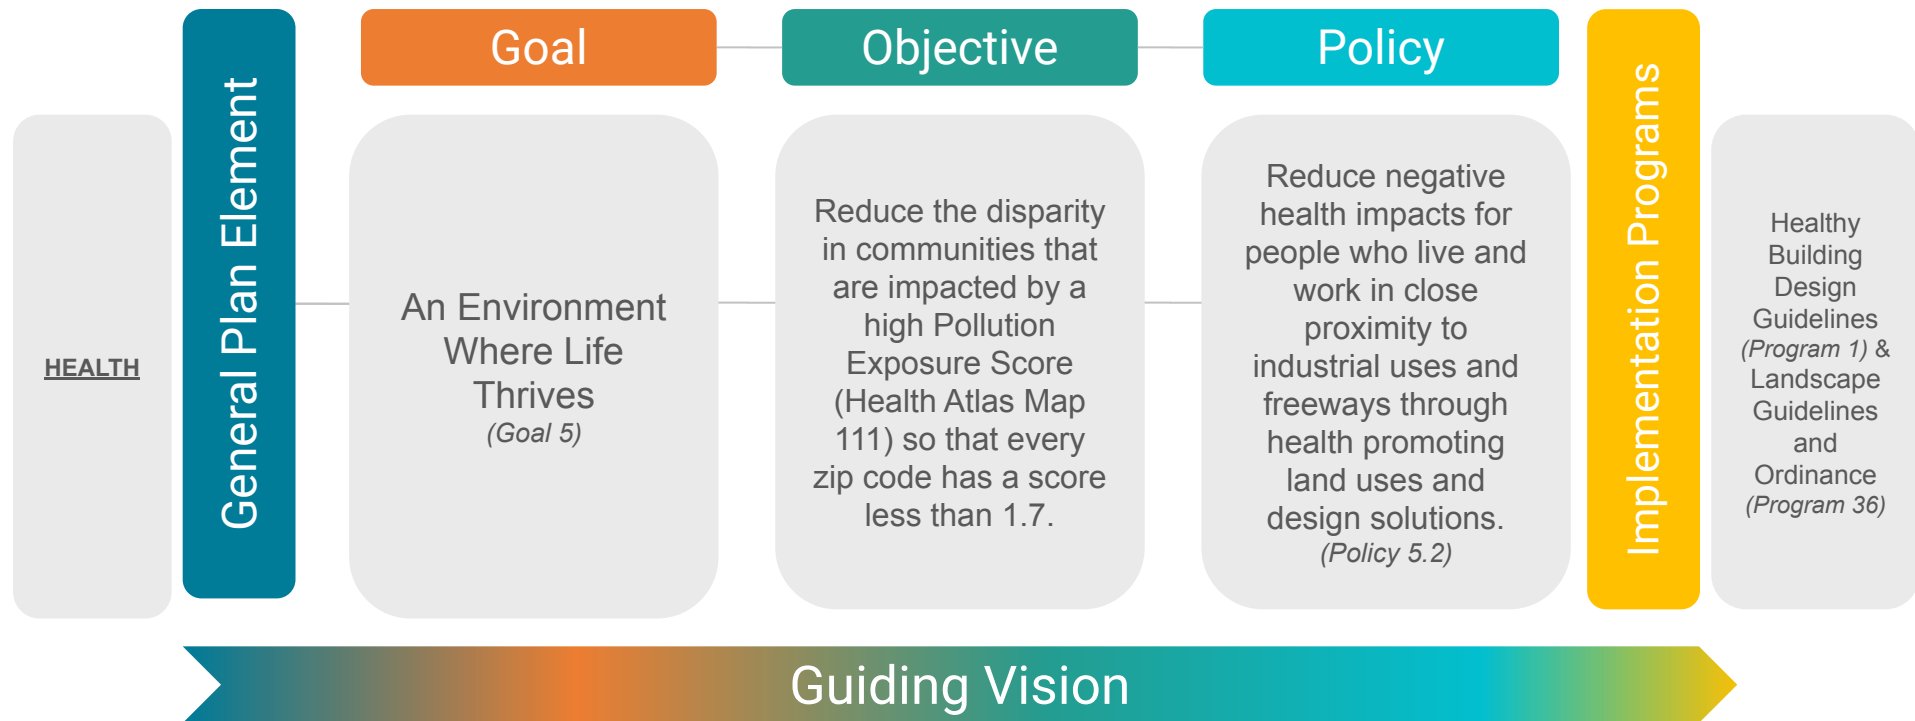 HEALTH
General Plan Element
Goal
An Environment
Where Life
Thrives
(Goal 5)
Objective
Reduce the disparity
in communities that
are impacted by a
high Pollution
Exposure Score
(Health Atlas Map
111) so that every
zip code has a score
less than 1.7.
Policy
Reduce negative
health impacts for
people who live and
work in close
proximity to
industrial uses and
freeways through
health promoting
land uses and
design solutions.
(Policy 5.2)
Implementation Programs
Healthy
Building
Design
Guidelines
(Program 1) &
Landscape
Guidelines
and
Ordinance
(Program 36)
Guiding Vision